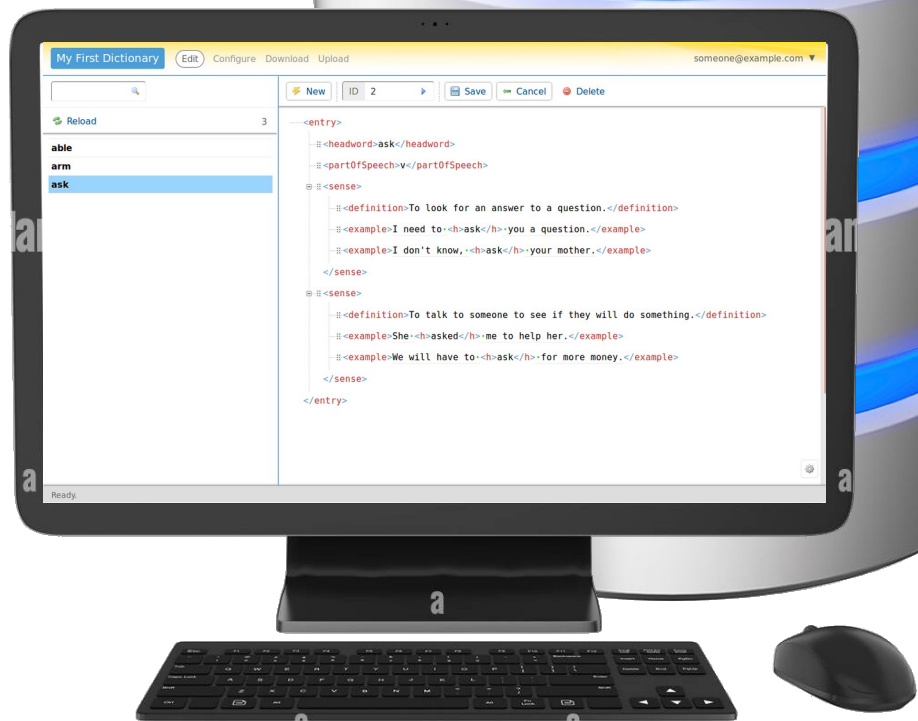 My First Dictionary Edit Configure Download Upload someone@example.com ▼
New ID 2 Save Cancel Delete
Reload 3
able
arm
ask
<entry>
<headword>ask</headword>
<partOfSpeech>v</partOfSpeech>
<sense>
<definition>To look for an answer to a question.</definition>
<example>I need to·<h>ask</h>·you a question.</example>
<example>I don't know,·<h>ask</h>·your mother.</example>
</sense>
<sense>
<definition>To talk to someone to see if they will do something.</definition>
<example>She·<h>asked</h>·me to help her.</example>
<example>We will have to·<h>ask</h>·for more money.</example>
</sense>
</entry>
Ready.
a a
a